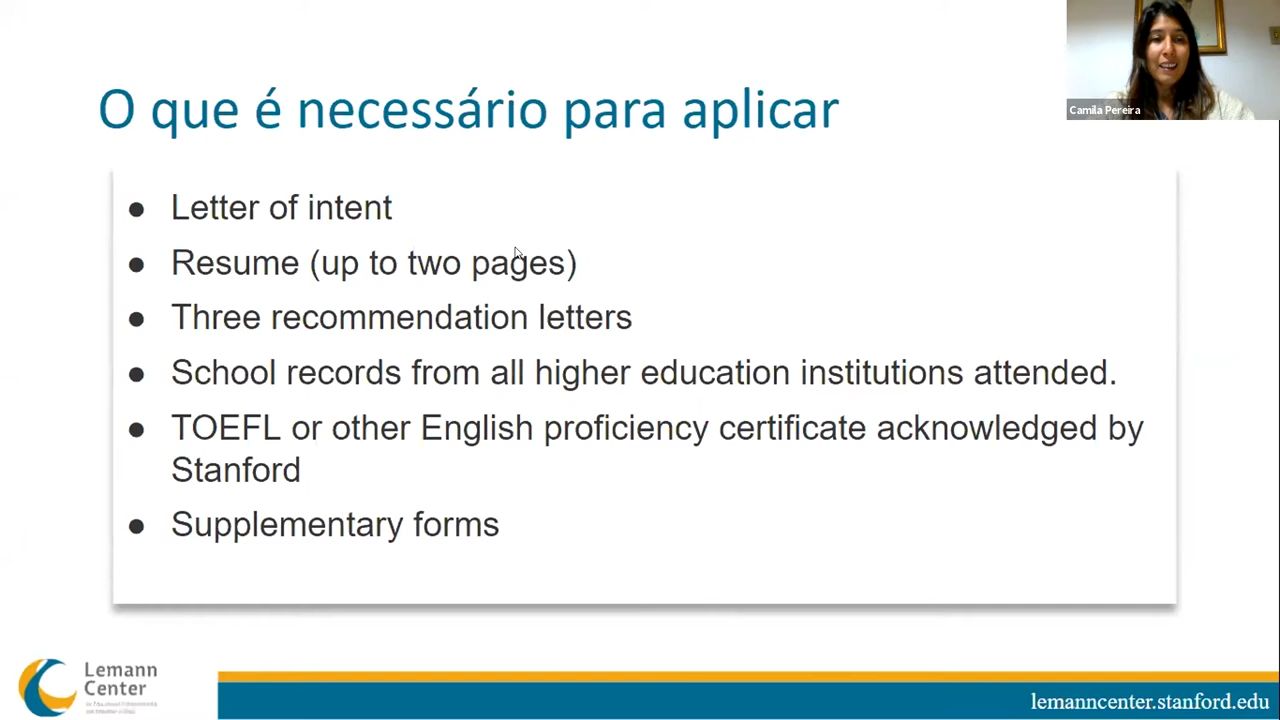 O que é necessário para aplicar
Camila Pereira
● Letter of intent
● Resume (up to two pages)
● Three recommendation letters
● School records from all higher education institutions attended.
● TOEFL or other English proficiency certificate acknowledged by
Stanford
● Supplementary forms
Lemann
Center
lemanncenter.stanford.edu